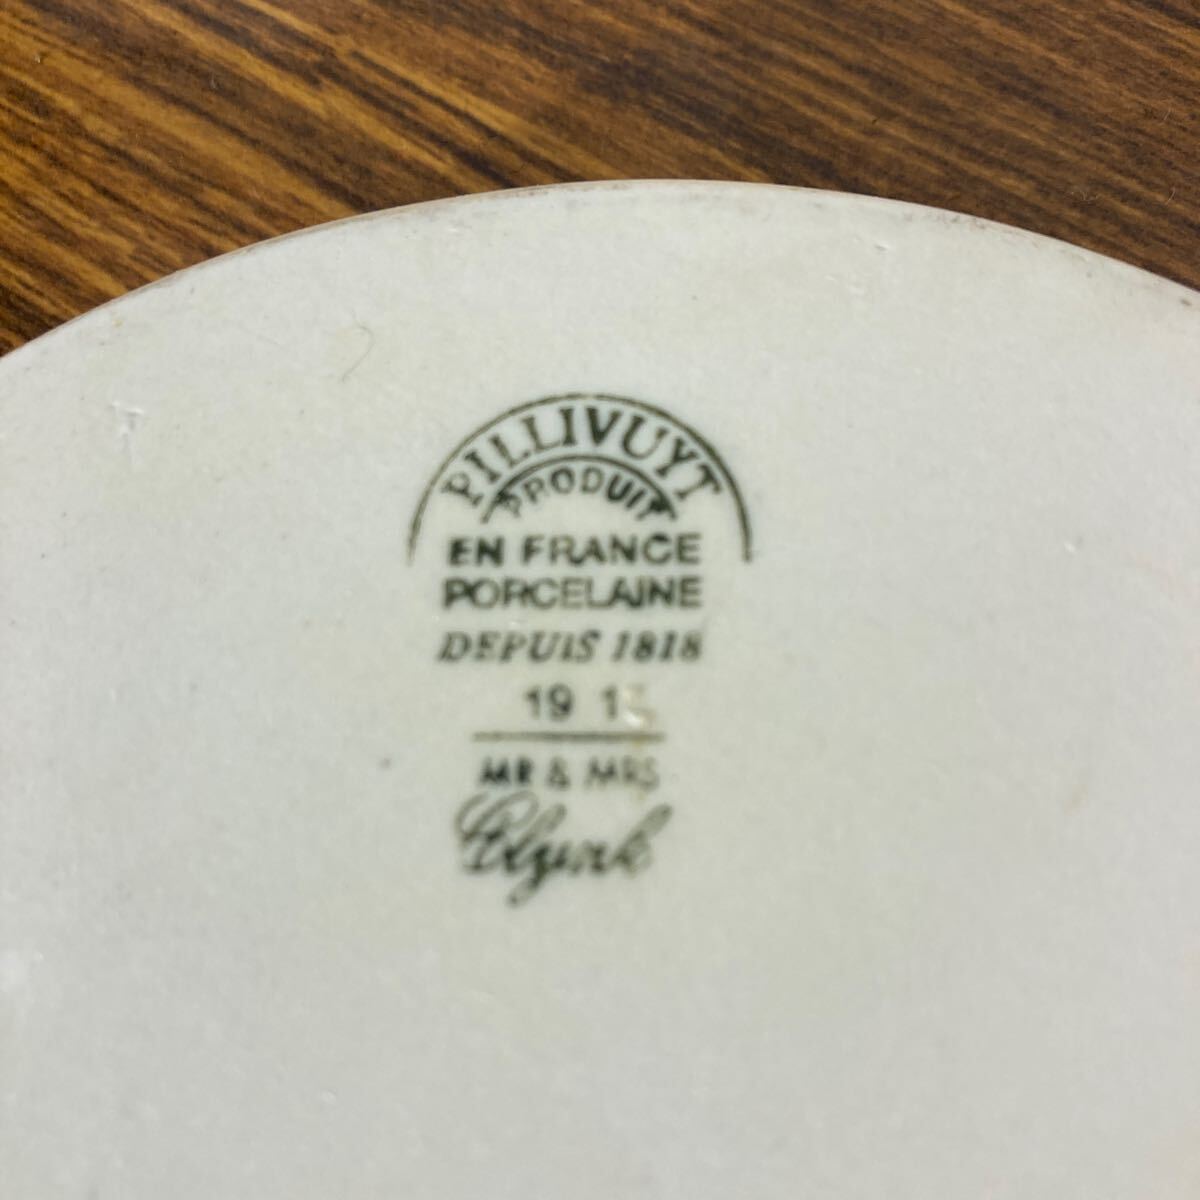 PILLIVUYT
PRODUIT
EN FRANCE
PORCELAINE
DEPUIS 1818
19
MR & MRS